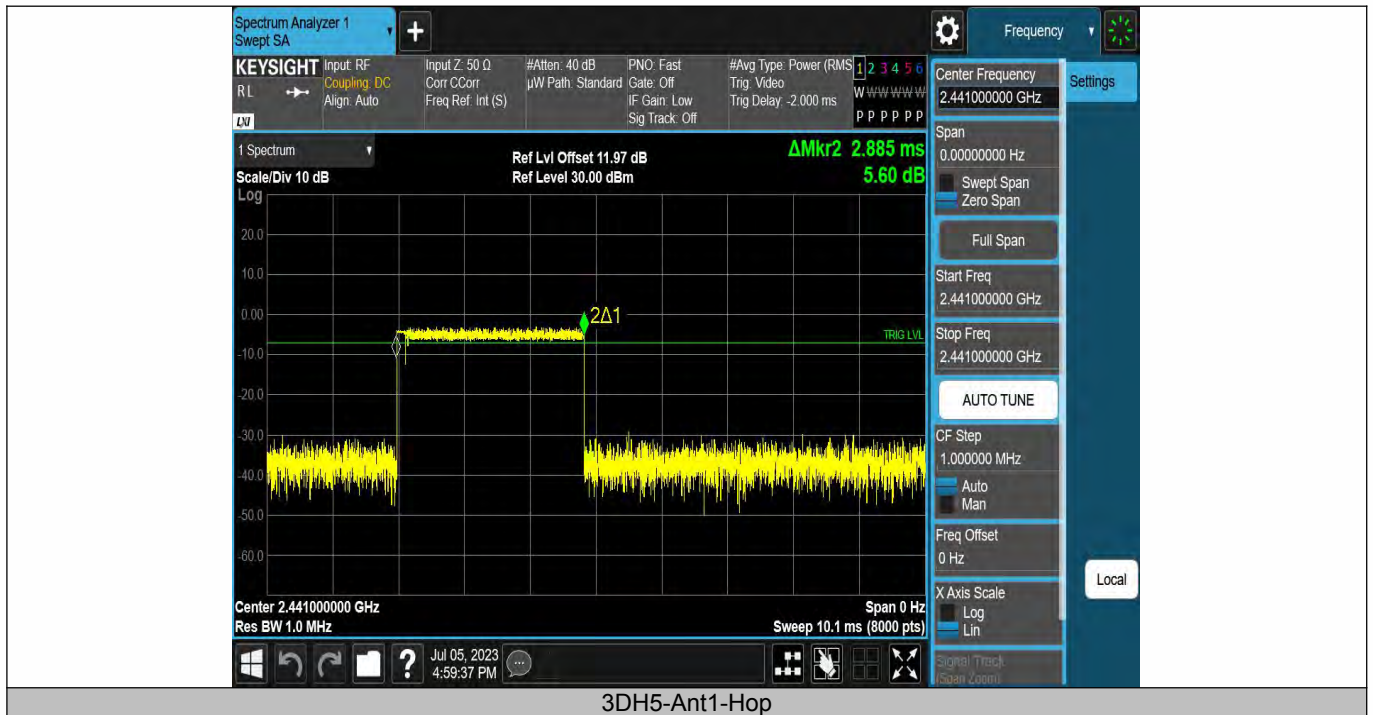 Spectrum Analyzer 1
Swept SA
+
Frequency
KEYSIGHT
RL
LXI
Input: RF
Coupling: DC
Align: Auto
Input Z: 50 Ω
Corr CCorr
Freq Ref: Int (S)
#Atten: 40 dB
µW Path: Standard
PNO: Fast
Gate: Off
IF Gain: Low
Sig Track: Off
#Avg Type: Power (RMS
Trig: Video
Trig Delay: -2.000 ms
1 2 3 4 5 6
W W W W W W
P P P P P P
Center Frequency
2.441000000 GHz
Settings
1 Spectrum
Scale/Div 10 dB
Ref Lvl Offset 11.97 dB
Ref Level 30.00 dBm
ΔMkr2 2.885 ms
5.60 dB
Span
0.00000000 Hz
Swept Span
Zero Span
Full Span
Start Freq
2.441000000 GHz
Stop Freq
2.441000000 GHz
AUTO TUNE
CF Step
1.000000 MHz
Auto
Man
Freq Offset
0 Hz
X Axis Scale
Log
Lin
Signal Track
(Span Zoom)
Local
Log
20.0
10.0
0.00
-10.0
-20.0
-30.0
-40.0
-50.0
-60.0
2Δ1
TRIG LVL
Center 2.441000000 GHz
Span 0 Hz
Res BW 1.0 MHz
Sweep 10.1 ms (8000 pts)
?
Jul 05, 2023
4:59:37 PM
3DH5-Ant1-Hop